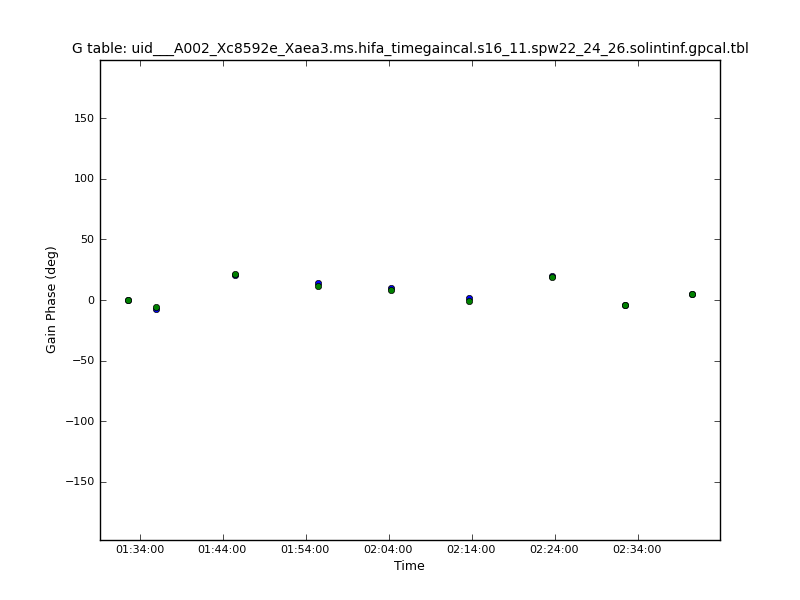 G table: uid___A002_Xc8592e_Xaea3.ms.hifa_timegaincal.s16_11.spw22_24_26.solintinf.gpcal.tbl
150
100
50
0
−50
−100
−150
Gain Phase (deg)
01:34:00 01:44:00 01:54:00 02:04:00 02:14:00 02:24:00 02:34:00
Time